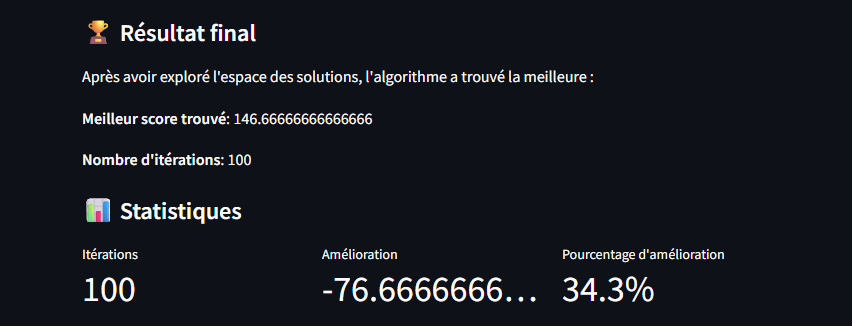 🏆 Résultat final
Après avoir exploré l'espace des solutions, l'algorithme a trouvé la meilleure :
Meilleur score trouvé: 146.66666666666666
Nombre d'itérations: 100
📊 Statistiques
Itérations Amélioration Pourcentage d'amélioration
100 -76.6666666… 34.3%